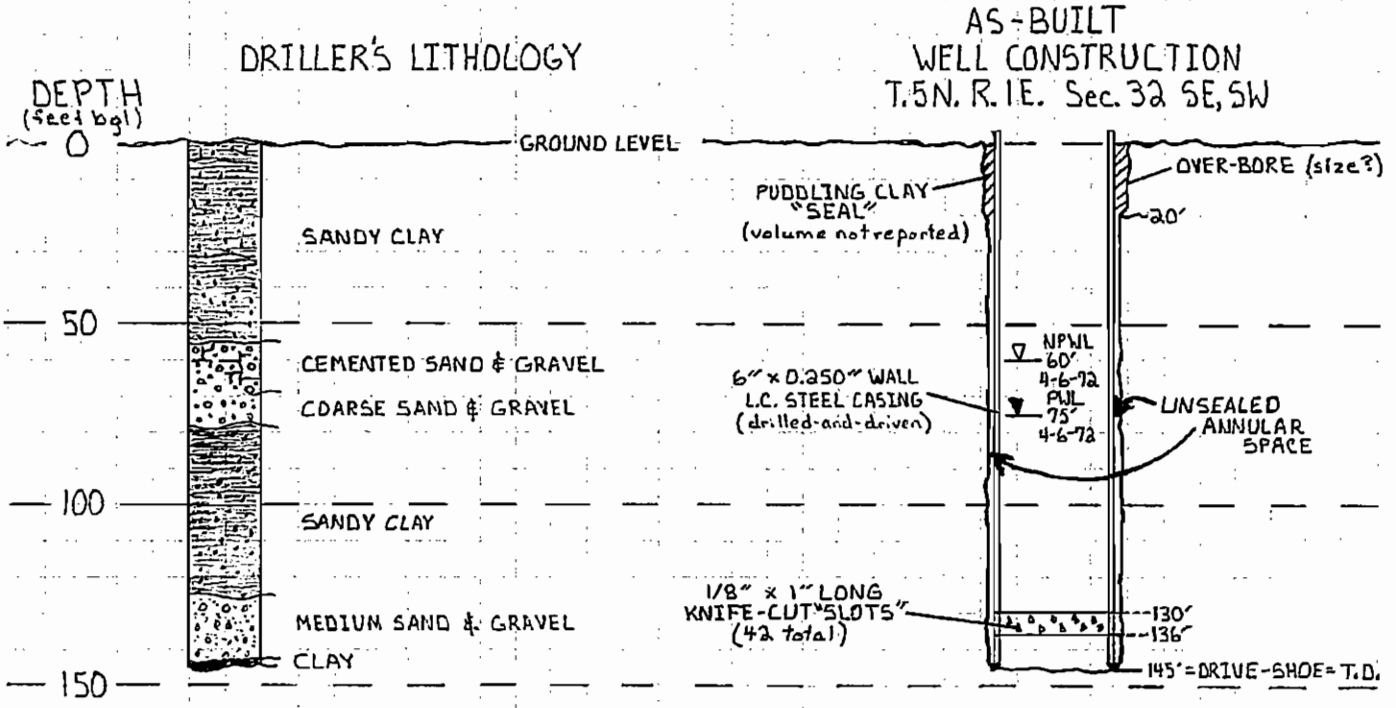 DRILLER'S LITHOLOGY
AS-BUILT
WELL CONSTRUCTION
T.5N. R.1E. Sec. 32 SE, SW
DEPTH
(feet bgl)
0
50
100
150
GROUND LEVEL
SANDY CLAY
CEMENTED SAND & GRAVEL
COARSE SAND & GRAVEL
SANDY CLAY
MEDIUM SAND & GRAVEL
CLAY
PUDDLING CLAY
"SEAL"
(volume not reported)
OVER-BORE (size?)
20'
NPWL
60'
4-6-72
PWL
75'
4-6-72
6" x 0.250" WALL
L.C. STEEL CASING
(drilled-and-driven)
UNSEALED
ANNULAR
SPACE
1/8" x 1" LONG
KNIFE-CUT "SLOTS"
(42 total)
130'
136'
145' = DRIVE-SHOE = T.D.